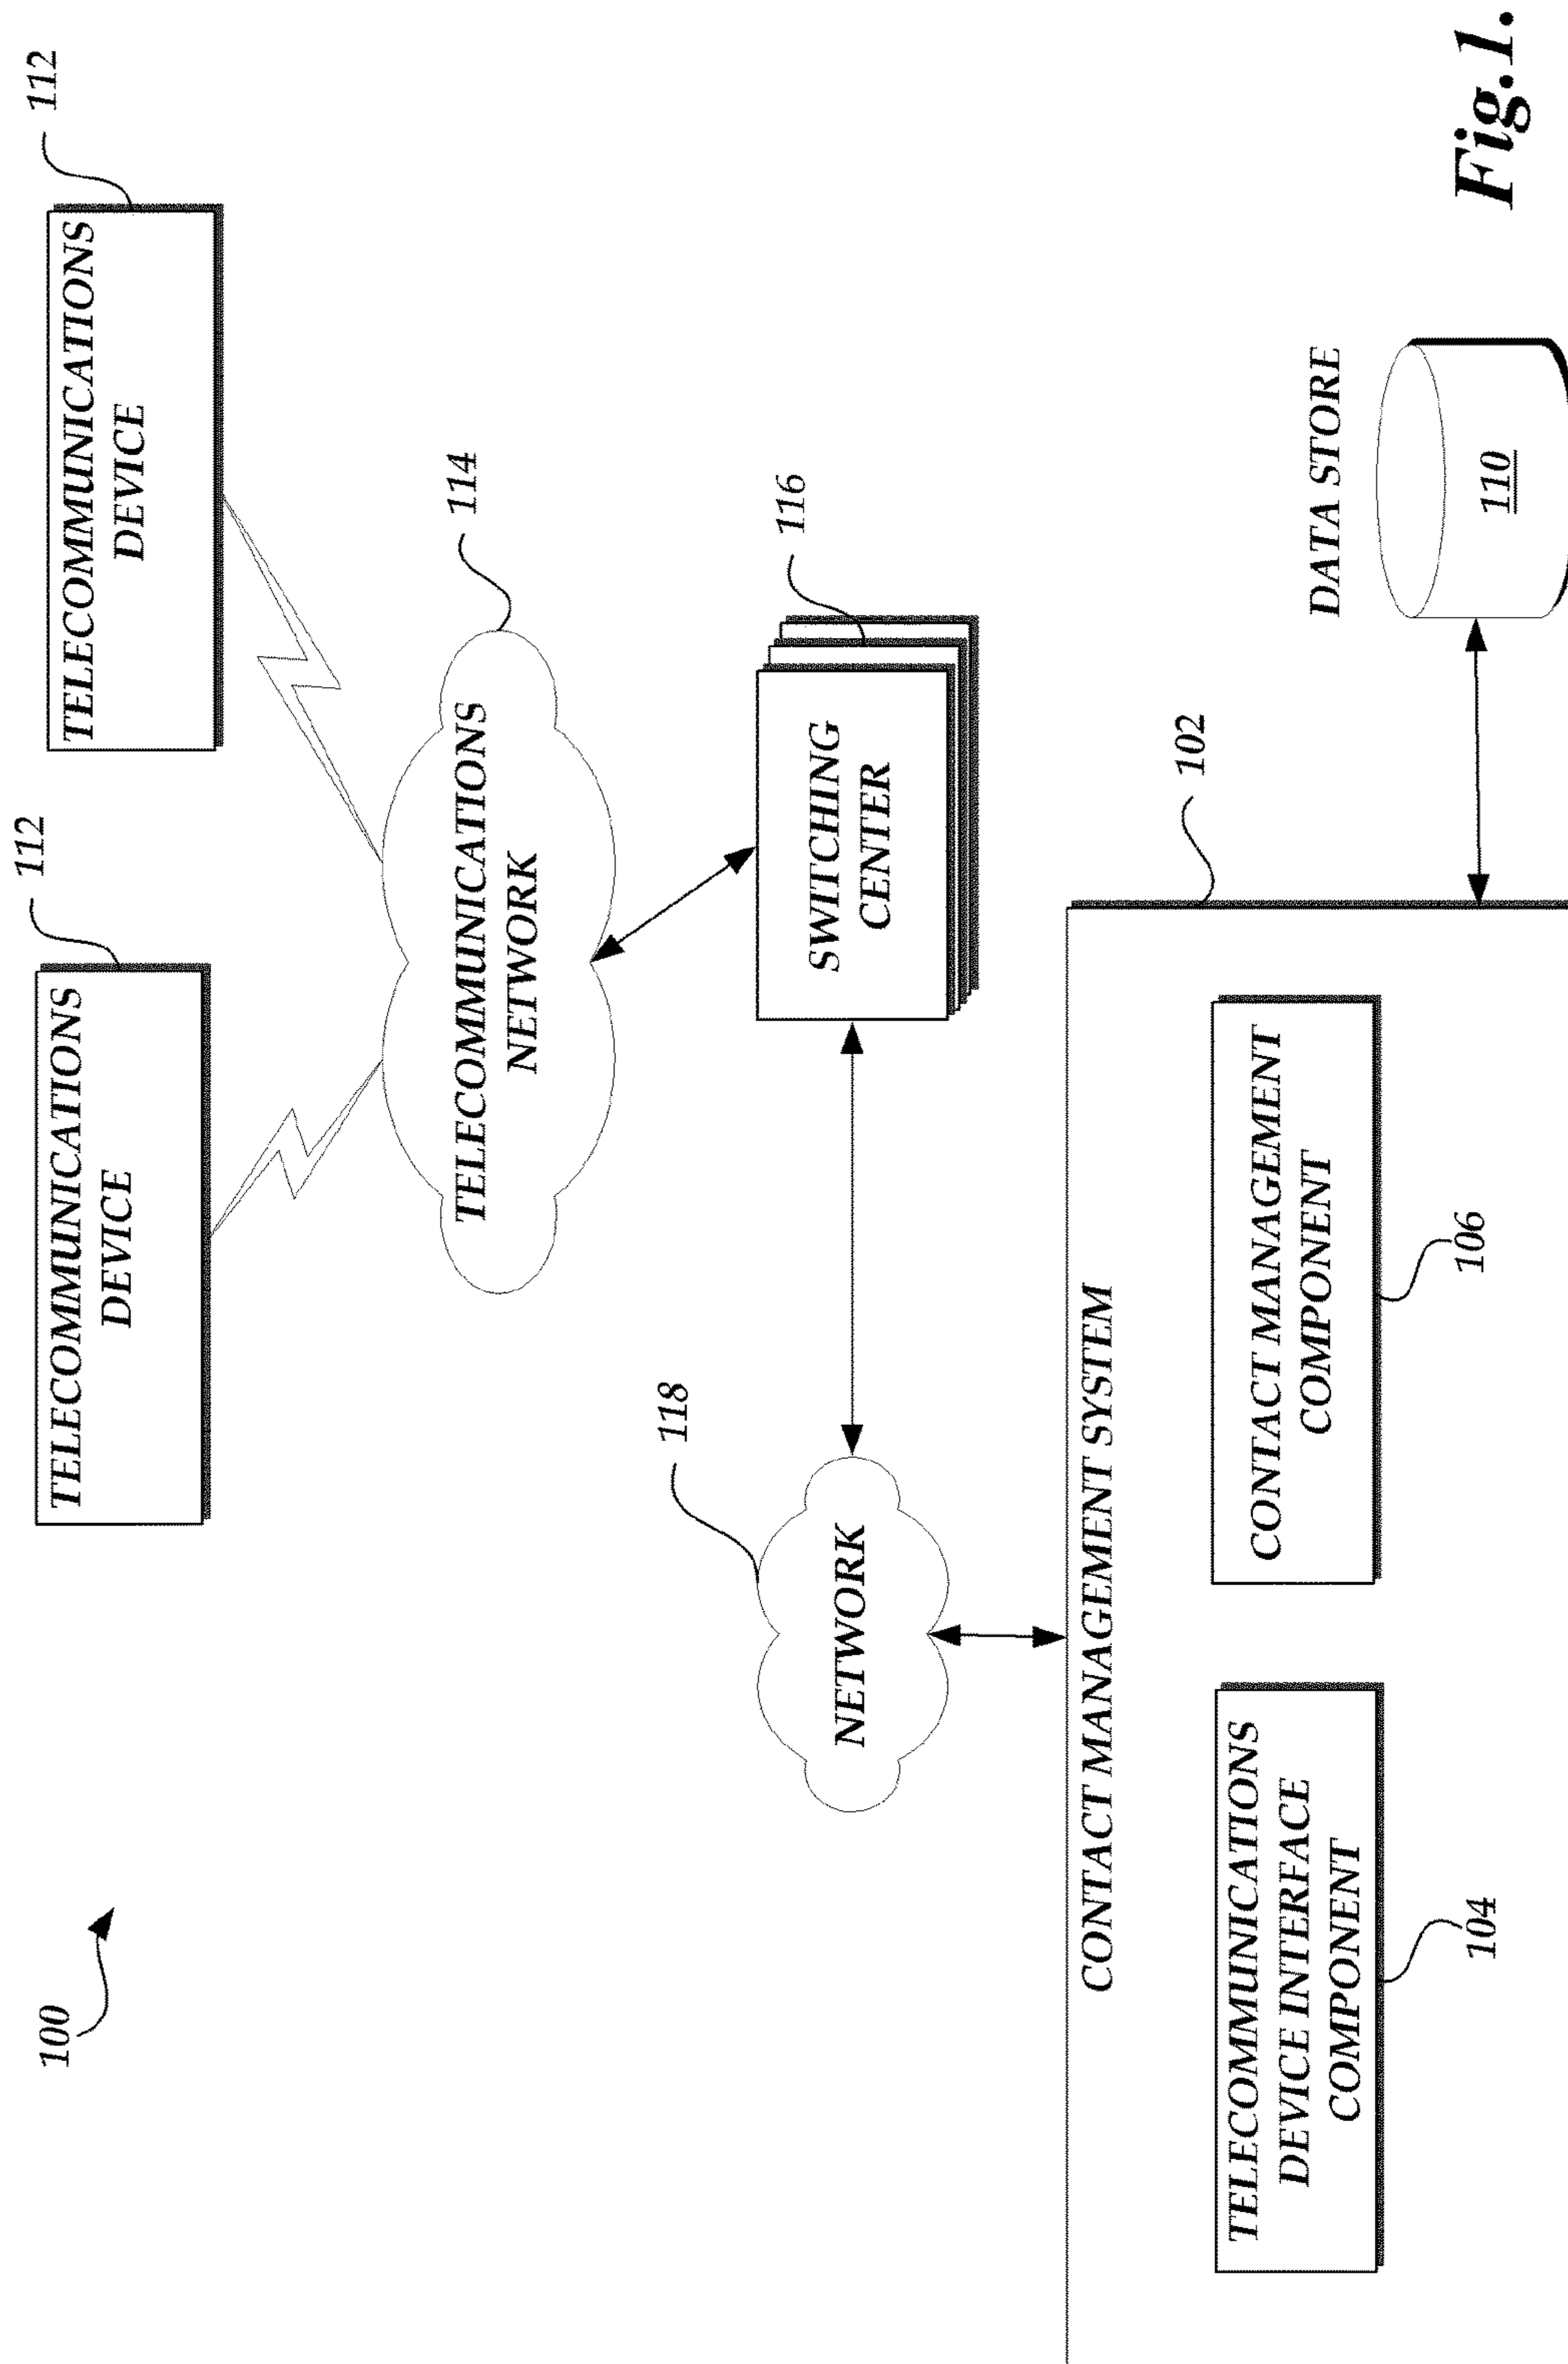 100
112
112
TELECOMMUNICATIONS
DEVICE
TELECOMMUNICATIONS
DEVICE
114
TELECOMMUNICATIONS
NETWORK
118
116
NETWORK
SWITCHING
CENTER
102
CONTACT MANAGEMENT SYSTEM
TELECOMMUNICATIONS
DEVICE INTERFACE
COMPONENT
104
CONTACT MANAGEMENT
COMPONENT
106
DATA STORE
110
Fig.1.